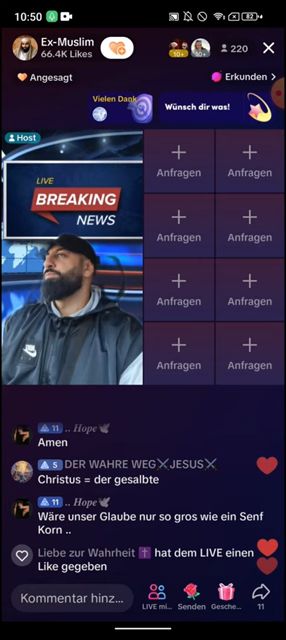 10:50
82
Ex-Muslim
66.4K Likes
10+
10+
220
Angesagt
Erkunden
Vielen Dank
Wünsch dir was!
Host
LIVE
BREAKING
NEWS
Anfragen
Anfragen
Anfragen
Anfragen
Anfragen
Anfragen
Anfragen
Anfragen
11 .. Hope
Amen
5 DER WAHRE WEG⚔JESUS⚔
Christus = der gesalbte
11 .. Hope
Wäre unser Glaube nur so gros wie ein Senf
Korn ..
Liebe zur Wahrheit ✝ hat dem LIVE einen
Like gegeben
Kommentar hinz...
LIVE mi...
Senden
Gesche...
11